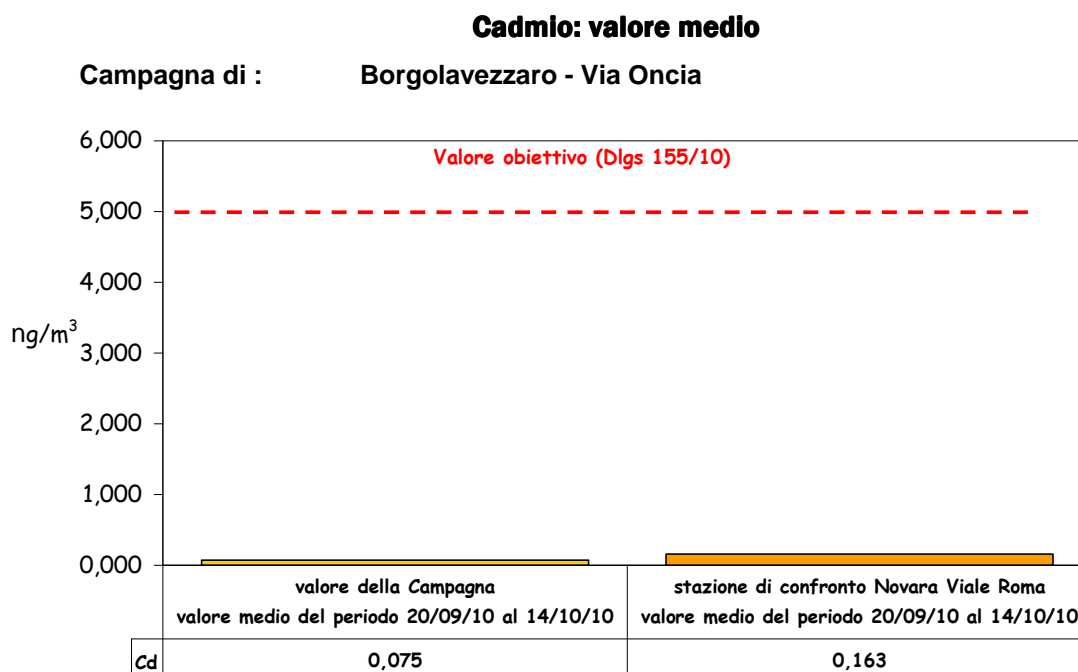 Cadmio: valore medio
Campagna di : Borgolavezzaro - Via Oncia
6,000
Valore obiettivo (Dlgs 155/10)
5,000
4,000
ng/m³
3,000
2,000
1,000
0,000
valore della Campagna
valore medio del periodo 20/09/10 al 14/10/10
stazione di confronto Novara Viale Roma
valore medio del periodo 20/09/10 al 14/10/10
Cd 0,075 0,163